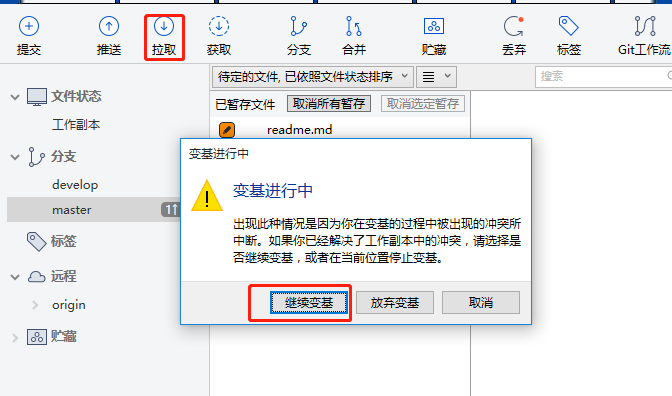 提交 推送 拉取 获取 分支 合并 贮藏 丢弃 标签 Git工作流
待定的文件, 已依照文件状态排序 搜索
文件状态
工作副本
已暂存文件 取消所有暂存 取消选定暂存
readme.md
分支
develop
master 1↑
标签
远程
origin
贮藏
变基进行中
变基进行中
出现此种情况是因为你在变基的过程中被出现的冲突所
中断。如果你已经解决了工作副本中的冲突，请选择是
否继续变基，或者在当前位置停止变基。
继续变基 放弃变基 取消